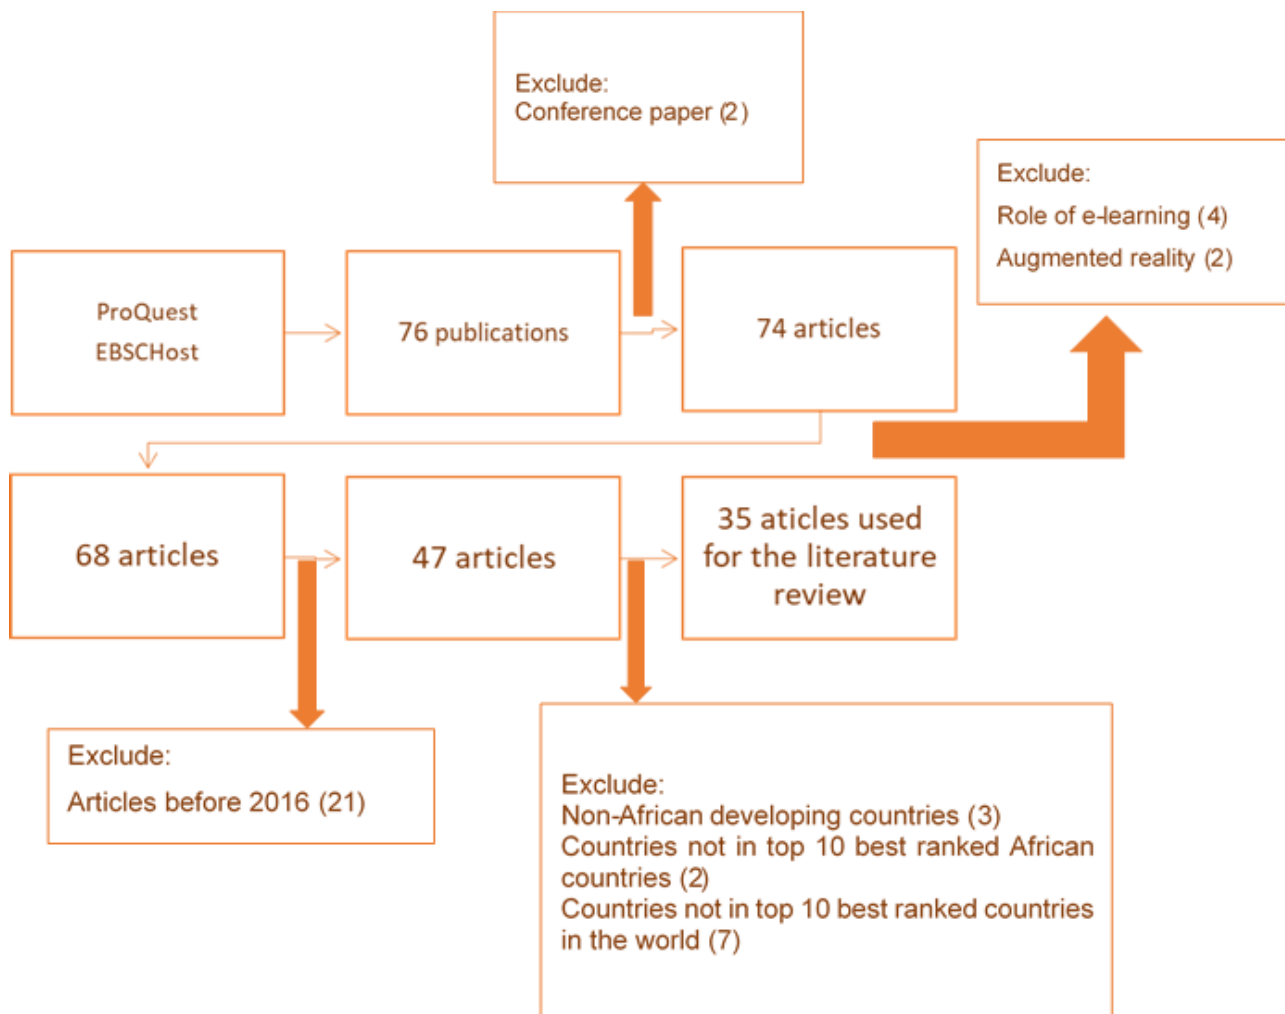 Exclude:
Conference paper (2)
Exclude:
Role of e-learning (4)
Augmented reality (2)
ProQuest
EBSCHost
76 publications
74 articles
68 articles
47 articles
35 aticles used
for the literature
review
Exclude:
Articles before 2016 (21)
Exclude:
Non-African developing countries (3)
Countries not in top 10 best ranked African
countries (2)
Countries not in top 10 best ranked countries
in the world (7)